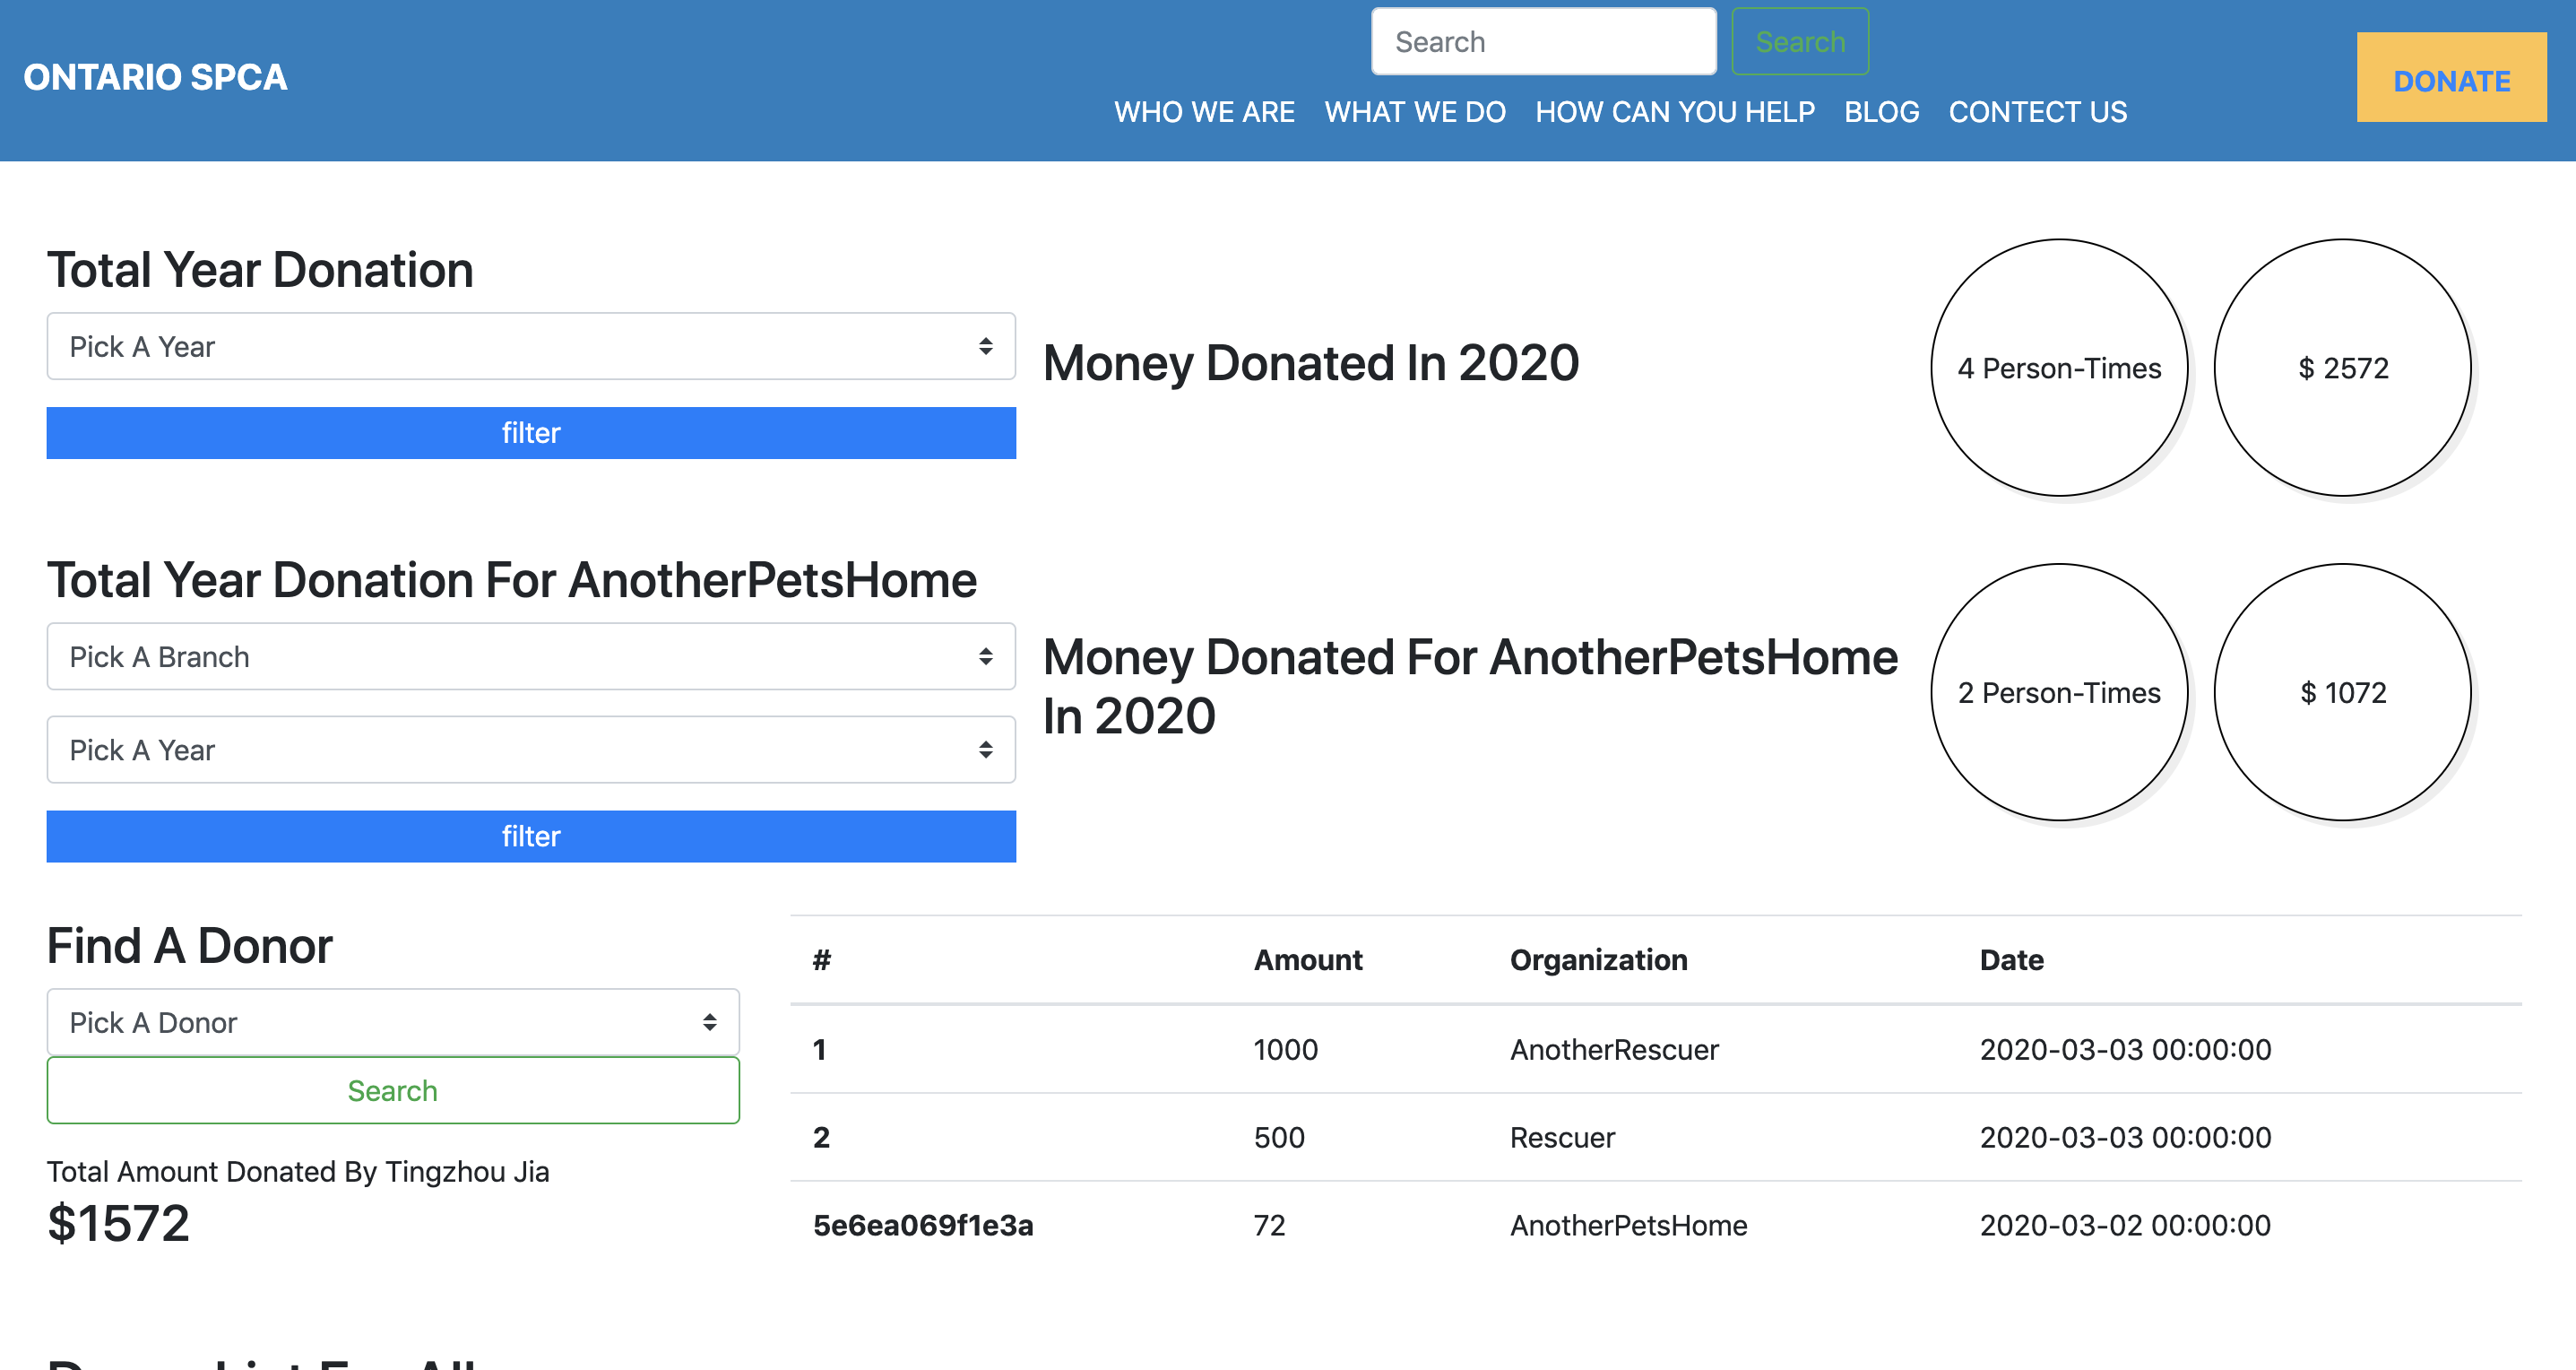 ONTARIO SPCA
Search
Search
WHO WE ARE WHAT WE DO HOW CAN YOU HELP BLOG CONTECT US
DONATE
Total Year Donation
Pick A Year
filter
Money Donated In 2020
4 Person-Times
$ 2572
Total Year Donation For AnotherPetsHome
Pick A Branch
Pick A Year
filter
Money Donated For AnotherPetsHome
In 2020
2 Person-Times
$ 1072
Find A Donor
Pick A Donor
Search
Total Amount Donated By Tingzhou Jia
$1572
# Amount Organization Date
1 1000 AnotherRescuer 2020-03-03 00:00:00
2 500 Rescuer 2020-03-03 00:00:00
5e6ea069f1e3a 72 AnotherPetsHome 2020-03-02 00:00:00